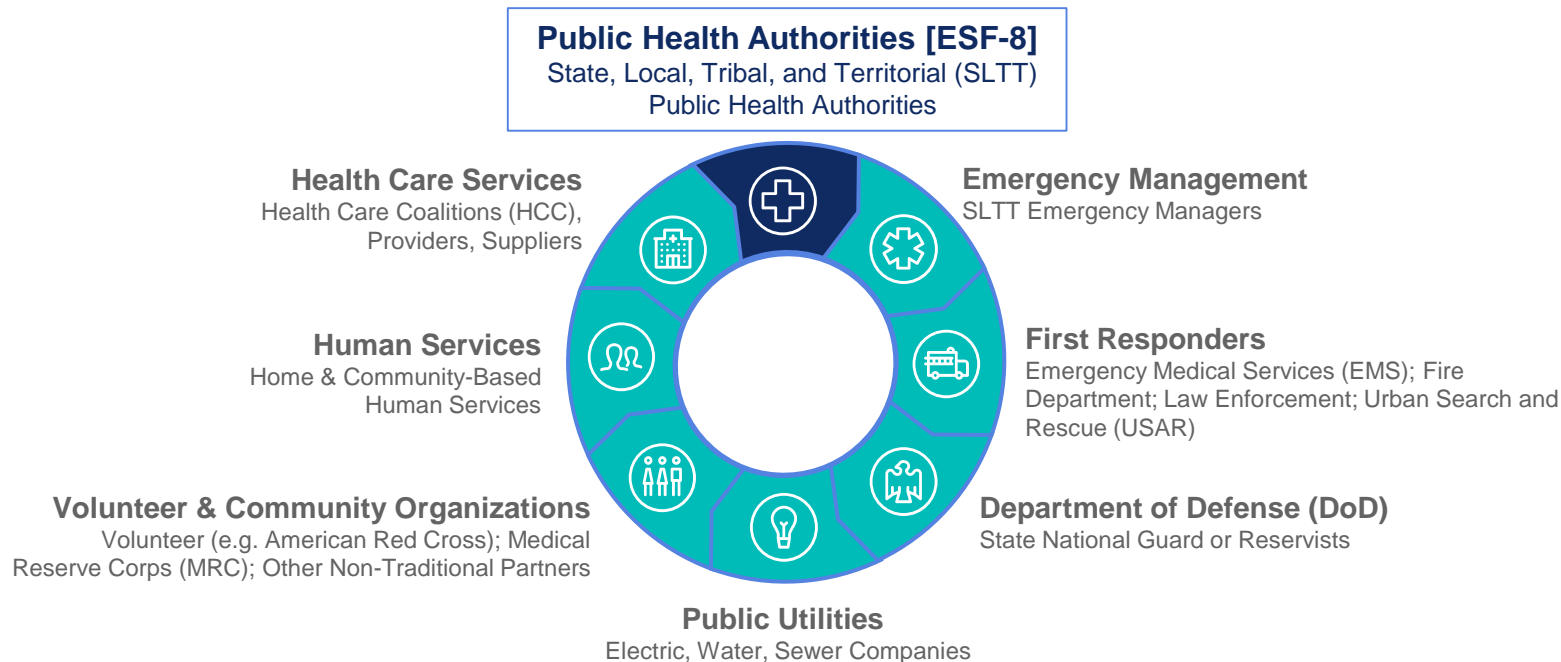 Public Health Authorities [ESF-8]
State, Local, Tribal, and Territorial (SLTT)
Public Health Authorities
Health Care Services
Health Care Coalitions (HCC),
Providers, Suppliers
Emergency Management
SLTT Emergency Managers
Human Services
Home & Community-Based
Human Services
First Responders
Emergency Medical Services (EMS); Fire
Department; Law Enforcement; Urban Search and
Rescue (USAR)
Volunteer & Community Organizations
Volunteer (e.g. American Red Cross); Medical
Reserve Corps (MRC); Other Non-Traditional Partners
Department of Defense (DoD)
State National Guard or Reservists
Public Utilities
Electric, Water, Sewer Companies